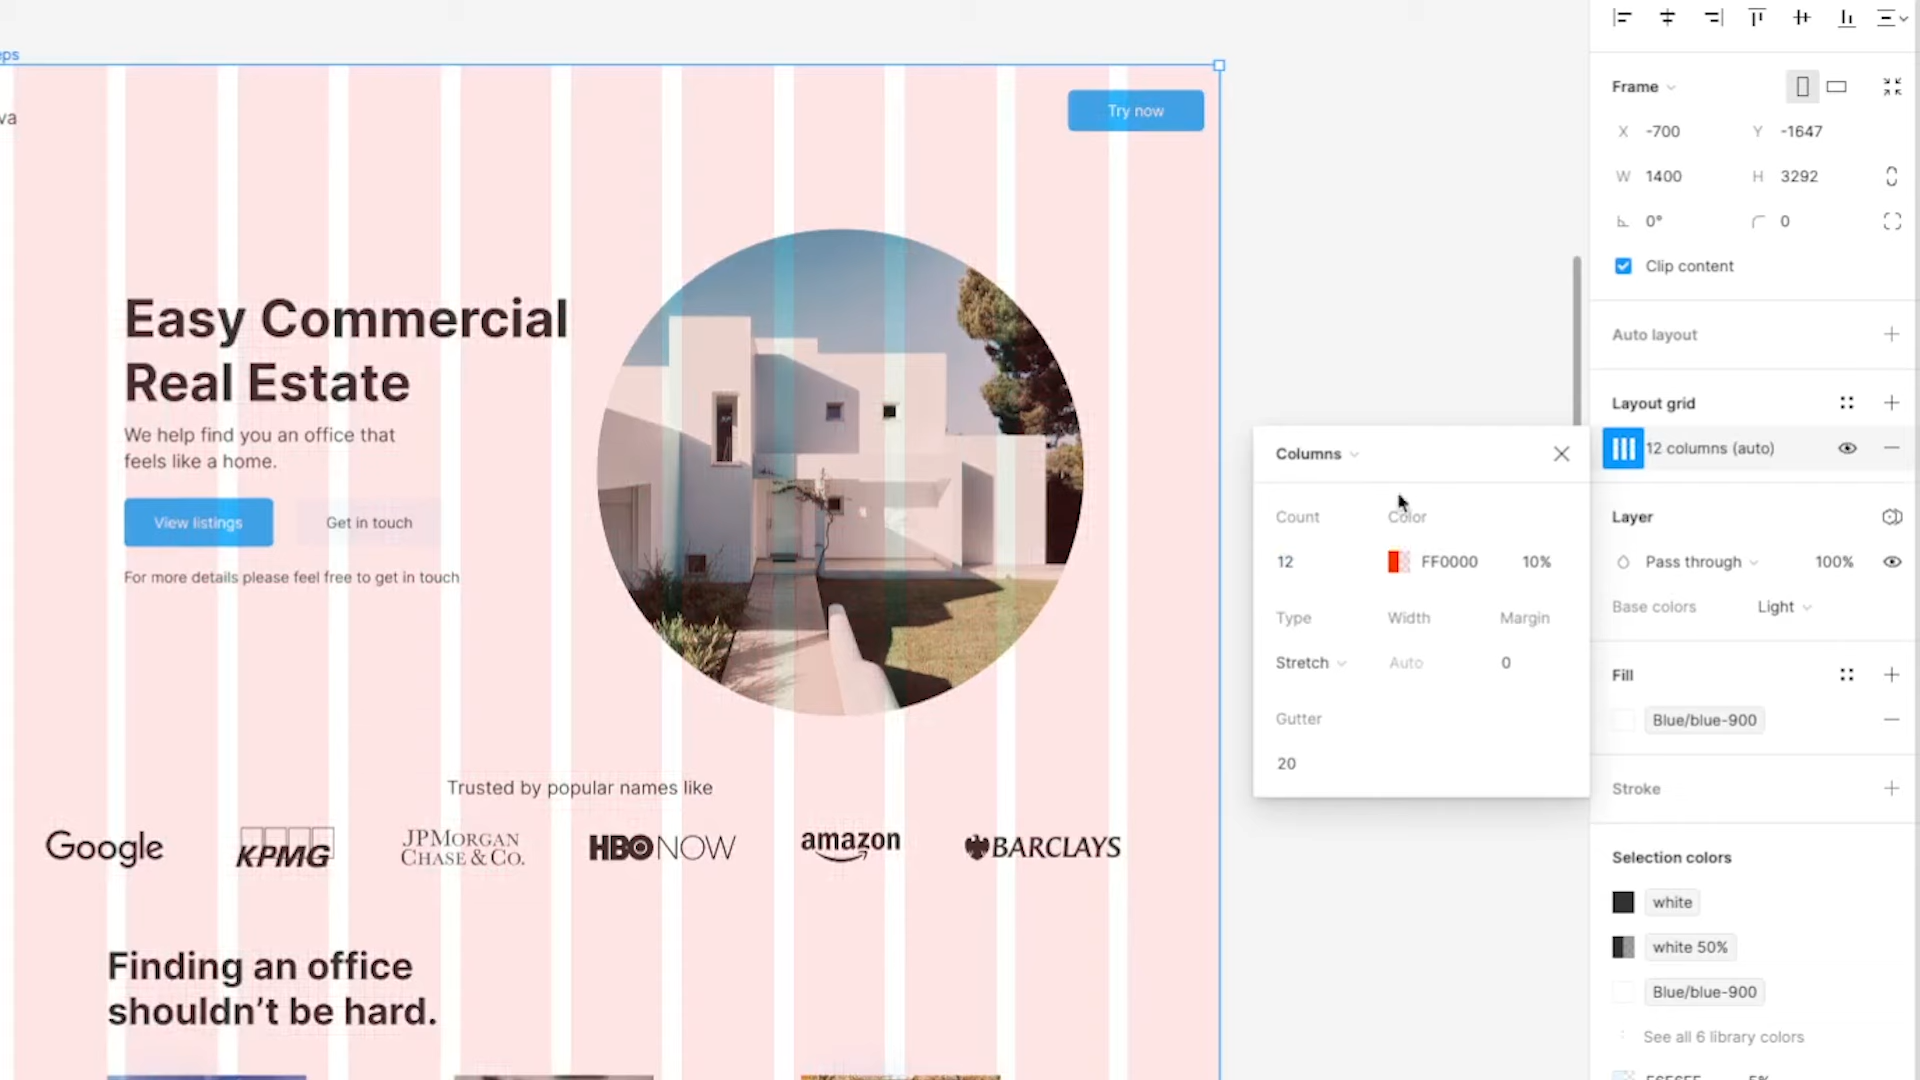 eps
va
Try now
Easy Commercial
Real Estate
We help find you an office that
feels like a home.
View listings
Get in touch
For more details please feel free to get in touch
Trusted by popular names like
Google
KPMG
JPMORGAN
CHASE & CO.
HBO NOW
amazon
BARCLAYS
Finding an office
shouldn’t be hard.
Columns
Count
Color
12
FF0000
10%
Type
Width
Margin
Stretch
Auto
0
Gutter
20
Frame
X -700
Y -1647
W 1400
H 3292
0°
0
Clip content
Auto layout
Layout grid
12 columns (auto)
Layer
Pass through
100%
Base colors
Light
Fill
Blue/blue-900
Stroke
Selection colors
white
white 50%
Blue/blue-900
See all 6 library colors